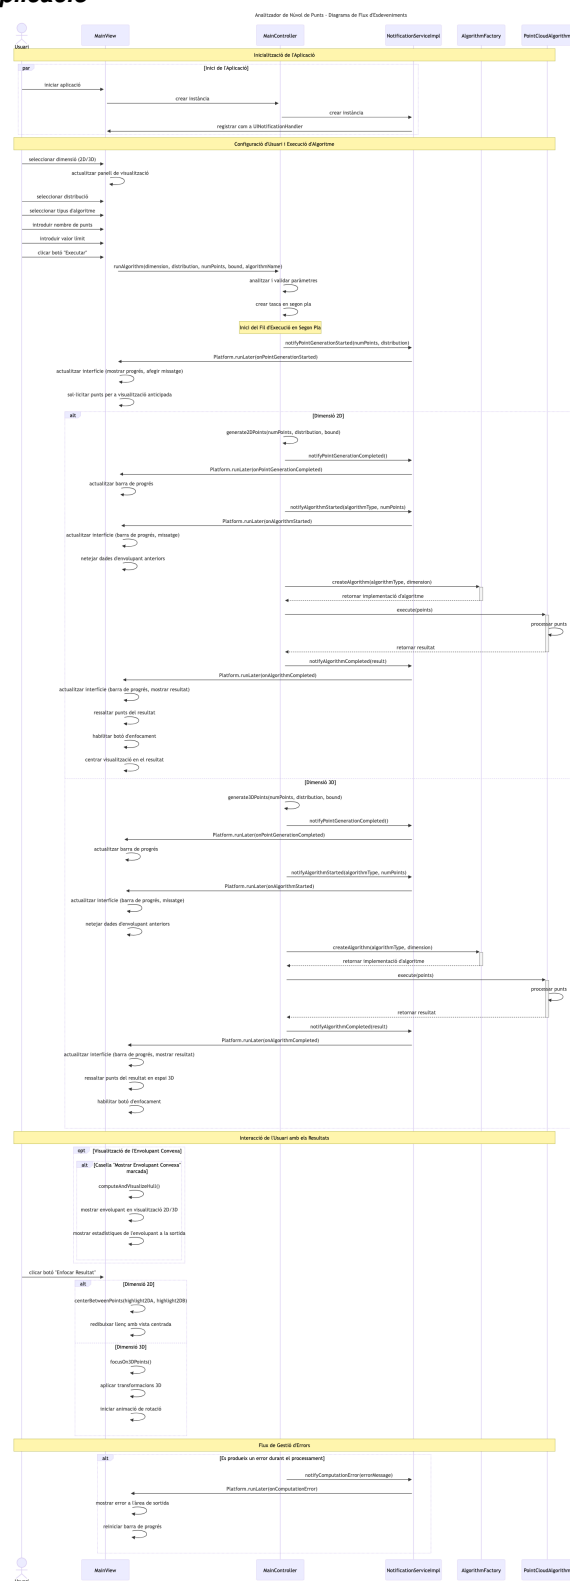 Analitzador de Núvol de Punts - Diagrama de Flux d'Esdeveniments
Usuari
MainView
MainController
NotificationServiceImpl
AlgorithmFactory
PointCloudAlgorithm
Inicialització de l'Aplicació
par
[Inici de l'Aplicació]
iniciar aplicació
crear instància
crear instància
registrar com a UINotificationHandler
Configuració d'Usuari i Execució d'Algoritme
seleccionar dimensió (2D/3D)
actualitzar panell de visualització
seleccionar distribució
seleccionar tipus d'algoritme
introduir nombre de punts
introduir valor límit
clicar botó "Executar"
runAlgorithm(dimension, distribution, numPoints, bound, algorithmName)
analitzar i validar paràmetres
crear tasca en segon pla
Inici del Fil d'Execució en Segon Pla
notifyPointGenerationStarted(numPoints, distribution)
Platform.runLater(onPointGenerationStarted)
actualitzar interfície (mostrar progrés, afegir missatge)
sol·licitar punts per a visualització anticipada
alt
[Dimensió 2D]
generate2DPoints(numPoints, distribution, bound)
notifyPointGenerationCompleted()
Platform.runLater(onPointGenerationCompleted)
actualitzar barra de progrés
notifyAlgorithmStarted(algorithmType, numPoints)
Platform.runLater(onAlgorithmStarted)
actualitzar interfície (barra de progrés, missatge)
netejar dades d'envolupant anteriors
createAlgorithm(algorithmType, dimension)
retornar implementació d'algoritme
execute(points)
processar punts
retornar resultat
notifyAlgorithmCompleted(result)
Platform.runLater(onAlgorithmCompleted)
actualitzar interfície (barra de progrés, mostrar resultat)
ressaltar punts del resultat
habilitar botó d'enfocament
centrar visualització en el resultat
[Dimensió 3D]
generate3DPoints(numPoints, distribution, bound)
notifyPointGenerationCompleted()
Platform.runLater(onPointGenerationCompleted)
actualitzar barra de progrés
notifyAlgorithmStarted(algorithmType, numPoints)
Platform.runLater(onAlgorithmStarted)
actualitzar interfície (barra de progrés, missatge)
netejar dades d'envolupant anteriors
createAlgorithm(algorithmType, dimension)
retornar implementació d'algoritme
execute(points)
processar punts
retornar resultat
notifyAlgorithmCompleted(result)
Platform.runLater(onAlgorithmCompleted)
actualitzar interfície (barra de progrés, mostrar resultat)
ressaltar punts del resultat en espai 3D
habilitar botó d'enfocament
Interacció de l'Usuari amb els Resultats
opt
[Visualització de l'Envolupant Convexa]
alt
[Casella "Mostrar Envolupant Convexa"
marcada]
computeAndVisualizeHull()
mostrar envolupant en visualització 2D/3D
mostrar estadístiques de l'envolupant a la sortida
clicar botó "Enfocar Resultat"
alt
[Dimensió 2D]
centerBetweenPoints(highlight2DA, highlight2DB)
redibuixar llenç amb vista centrada
[Dimensió 3D]
focusOn3DPoints()
aplicar transformacions 3D
iniciar animació de rotació
Flux de Gestió d'Errors
alt
[Es produeix un error durant el processament]
notifyComputationError(errorMessage)
Platform.runLater(onComputationError)
mostrar error a l'àrea de sortida
reiniciar barra de progrés
Usuari
MainView
MainController
NotificationServiceImpl
AlgorithmFactory
PointCloudAlgorithm